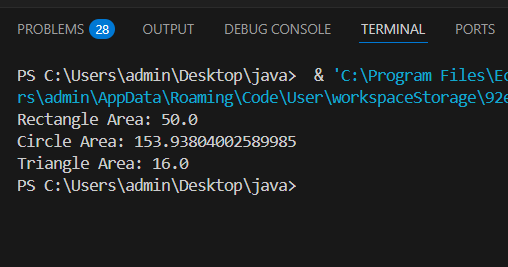 PROBLEMS 28 OUTPUT DEBUG CONSOLE TERMINAL PORTS
PS C:\Users\admin\Desktop\java>  & 'C:\Program Files\Ec
rs\admin\AppData\Roaming\Code\User\workspaceStorage\92e
Rectangle Area: 50.0
Circle Area: 153.93804002589985
Triangle Area: 16.0
PS C:\Users\admin\Desktop\java>